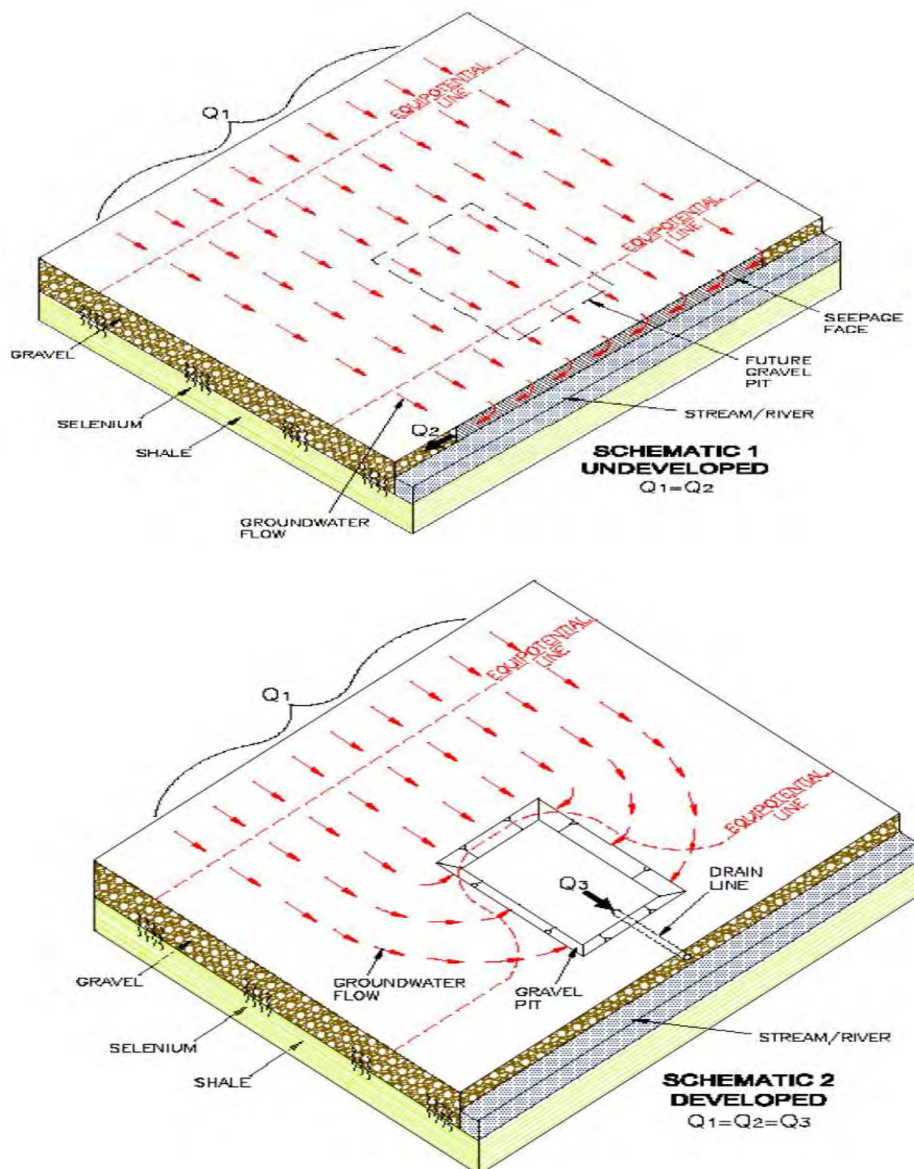 Q1
EQUIPOTENTIAL
LINE
EQUIPOTENTIAL
LINE
GRAVEL
SELENIUM
SHALE
Q2
GROUNDWATER
FLOW
SEEPAGE
FACE
FUTURE
GRAVEL
PIT
STREAM/RIVER
SCHEMATIC 1
UNDEVELOPED
Q1=Q2
Q1
EQUIPOTENTIAL
LINE
EQUIPOTENTIAL
LINE
DRAIN
LINE
Q3
GRAVEL
GROUNDWATER
FLOW
GRAVEL
PIT
SELENIUM
SHALE
STREAM/RIVER
SCHEMATIC 2
DEVELOPED
Q1=Q2=Q3